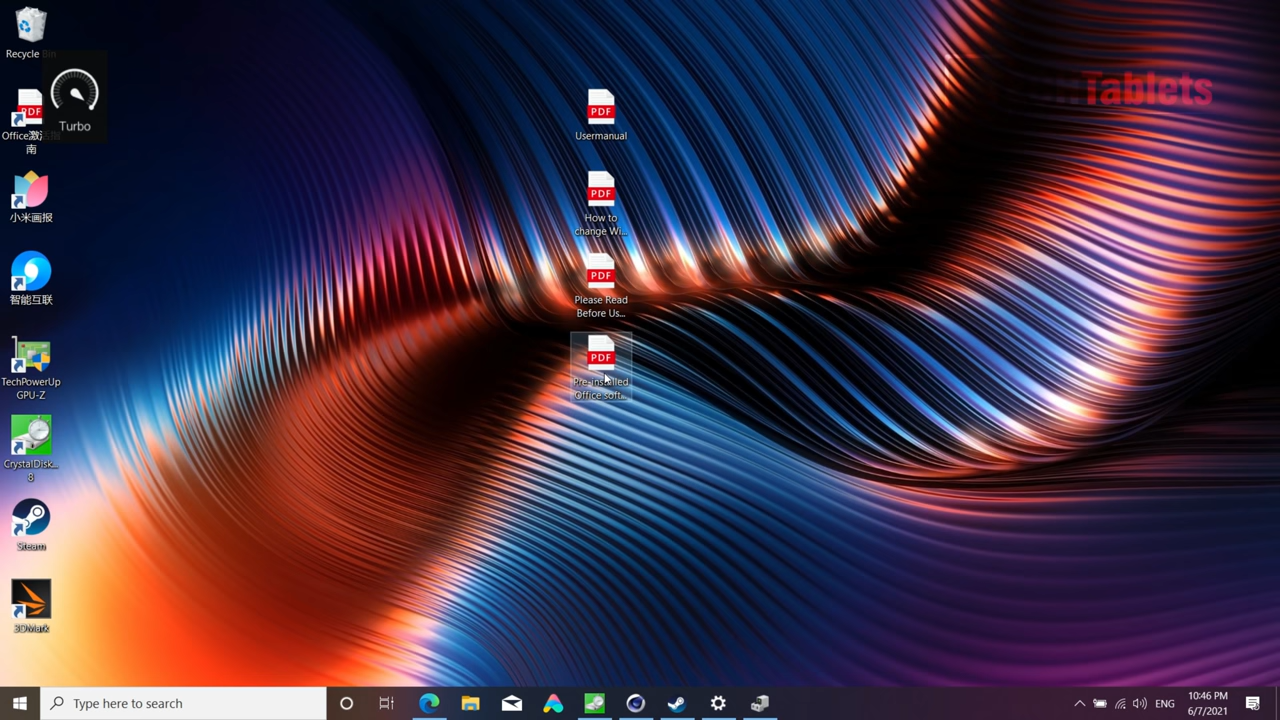 Recycle Bin
Turbo
PDF
Office激活指
南
小米画报
智能互联
TechPowerUp
GPU-Z
CrystalDisk...
8
Steam
3DMark
PDF
Usermanual
PDF
How to
change Wi...
PDF
Please Read
Before Us...
PDF
Pre-installed
Office soft...
Tablets
Type here to search
ENG
10:46 PM
6/7/2021